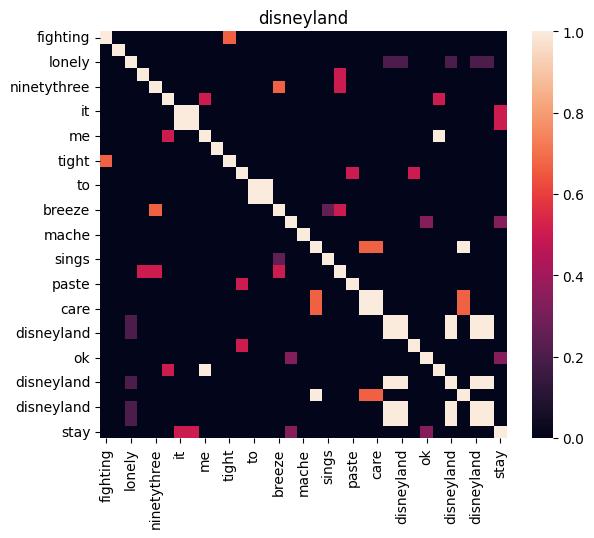 disneyland
fighting
lonely
ninetythree
it
me
tight
to
breeze
mache
sings
paste
care
disneyland
ok
disneyland
disneyland
stay
fighting
lonely
ninetythree
it
me
tight
to
breeze
mache
sings
paste
care
disneyland
ok
disneyland
disneyland
stay
1.0
0.8
0.6
0.4
0.2
0.0